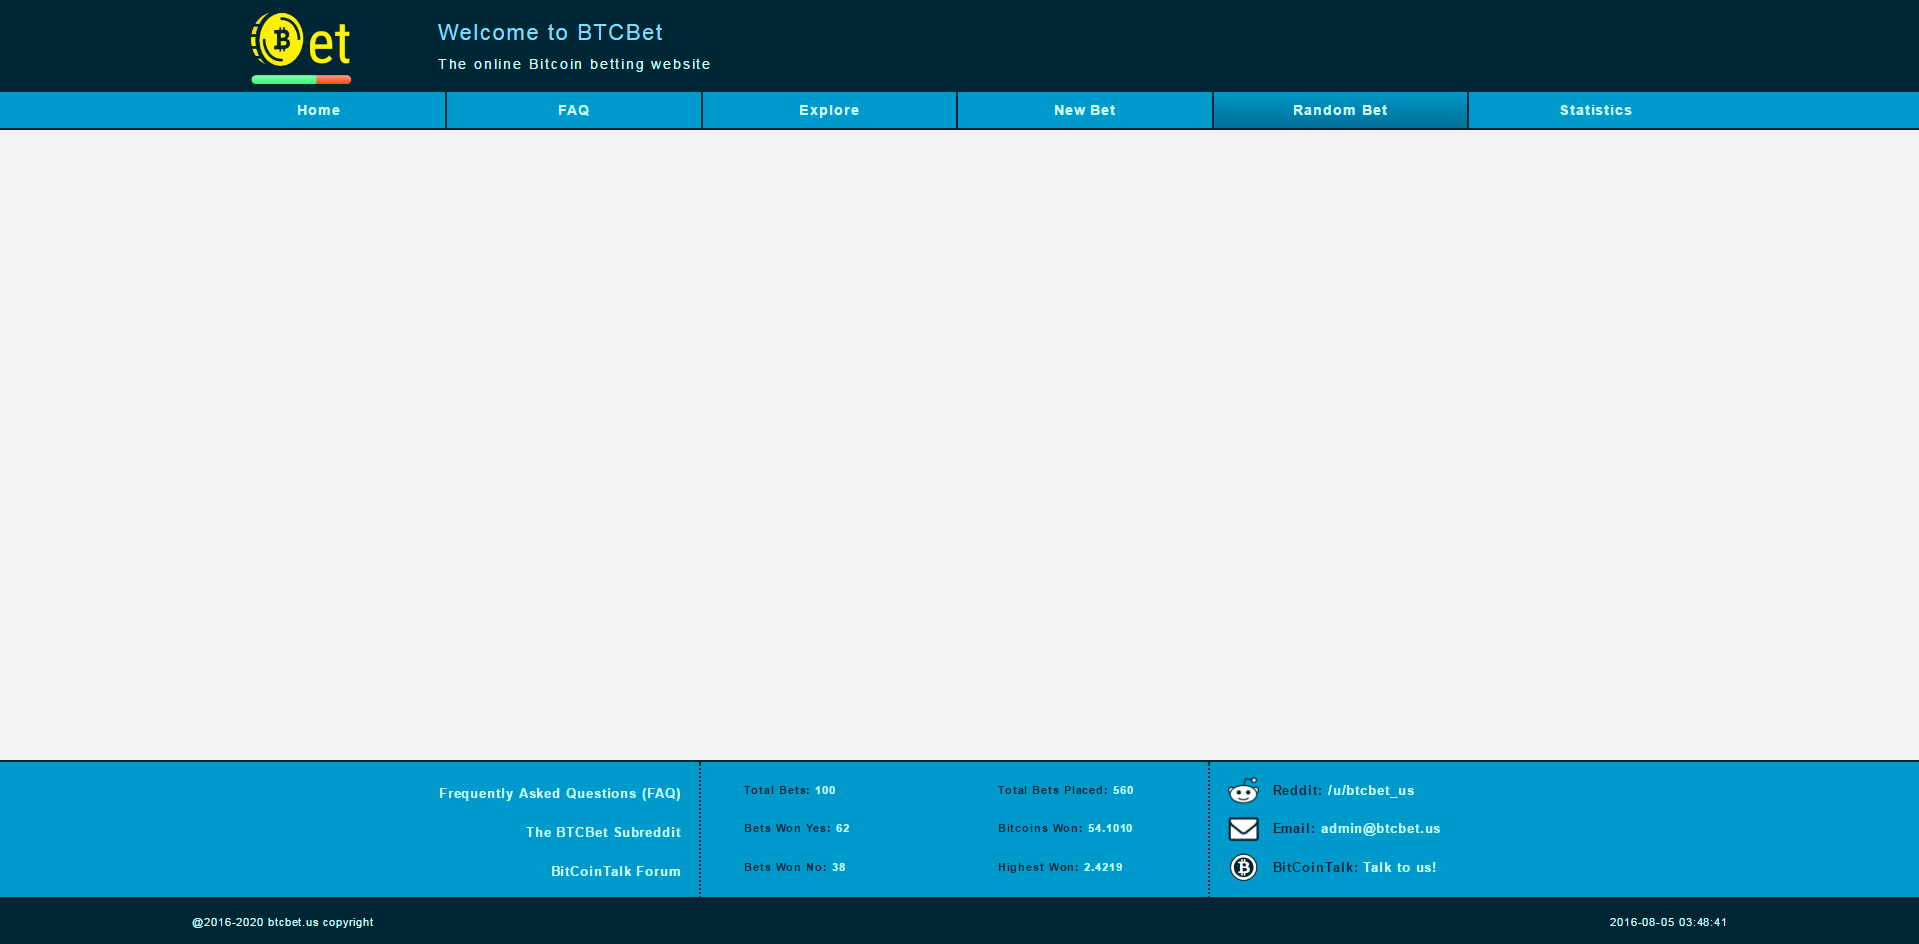 Bet
Welcome to BTCBet
The online Bitcoin betting website
Home FAQ Explore New Bet Random Bet Statistics
Frequently Asked Questions (FAQ)
The BTCBet Subreddit
BitCoinTalk Forum
Total Bets: 100 Total Bets Placed: 560
Bets Won Yes: 62 Bitcoins Won: 54.1010
Bets Won No: 38 Highest Won: 2.4219
Reddit: /u/btcbet_us
Email: admin@btcbet.us
BitCoinTalk: Talk to us!
@2016-2020 btcbet.us copyright 2016-08-05 03:48:41